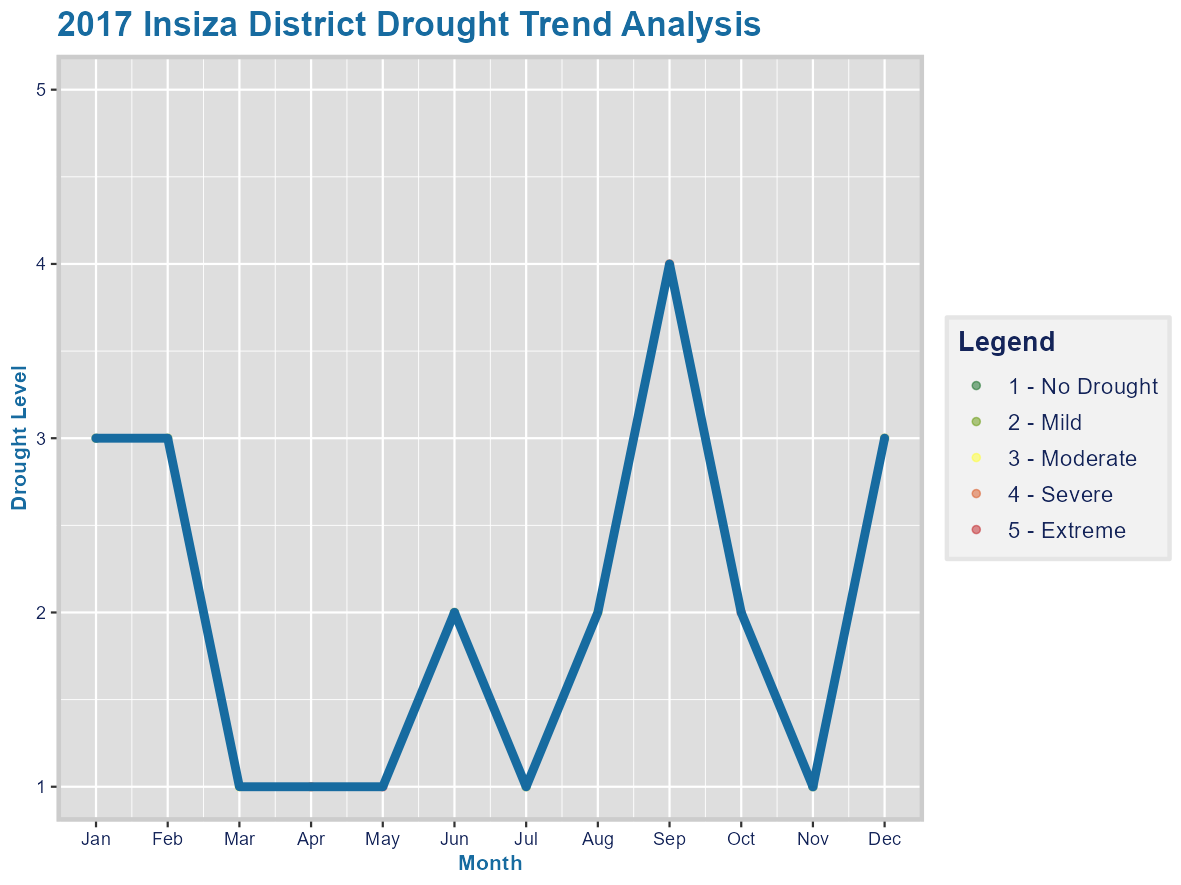 2017 Insiza District Drought Trend Analysis
Drought Level
5
4
3
2
1
Jan Feb Mar Apr May Jun Jul Aug Sep Oct Nov Dec
Month
Legend
1 - No Drought
2 - Mild
3 - Moderate
4 - Severe
5 - Extreme